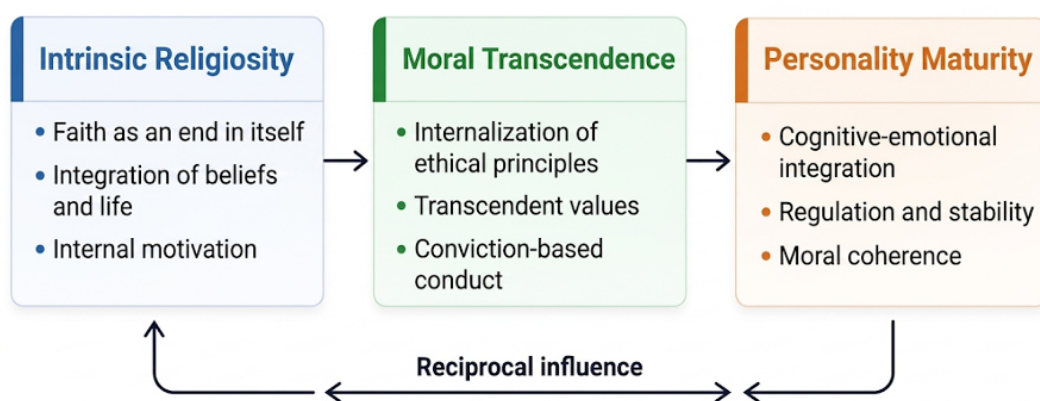 Intrinsic Religiosity
• Faith as an end in itself
• Integration of beliefs
and life
• Internal motivation
Moral Transcendence
• Internalization of
ethical principles
• Transcendent values
• Conviction-based
conduct
Personality Maturity
• Cognitive-emotional
integration
• Regulation and stability
• Moral coherence
Reciprocal influence